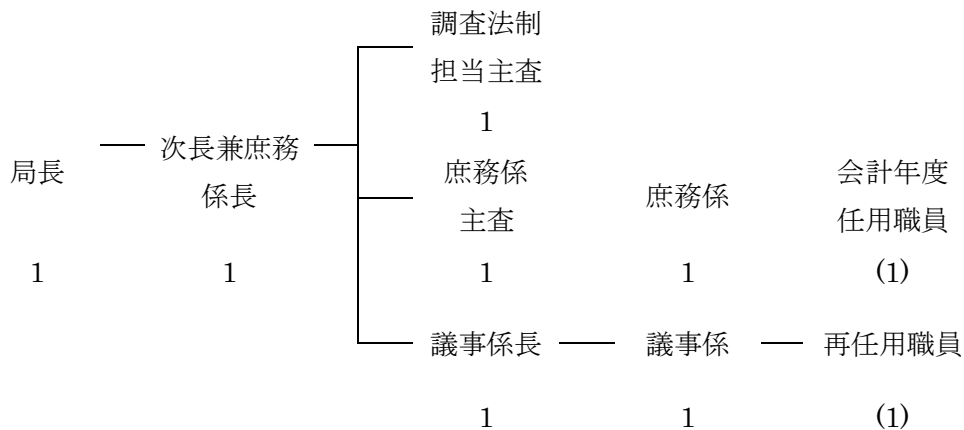 調査法制
担当主査
1
局長
1
次長兼庶務
係長
1
庶務係
主査
1
庶務係
1
会計年度
任用職員
(1)
議事係長
1
議事係
1
再任用職員
(1)